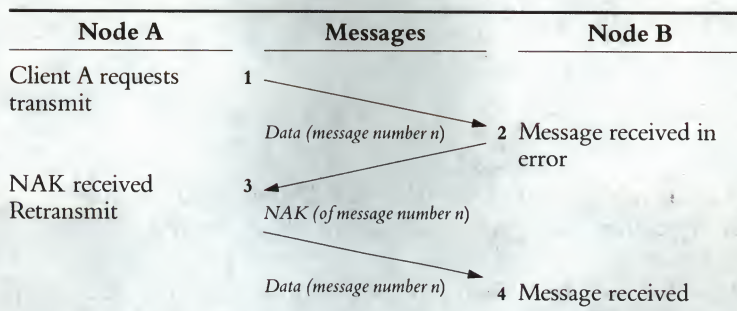 Node A Messages Node B
Client A requests 1
transmit
Data (message number n) 2 Message received in
error
NAK received 3
Retransmit NAK (of message number n)
Data (message number n) 4 Message received